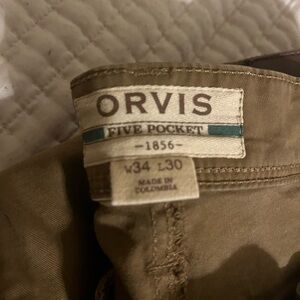 ORVIS
FIVE POCKET
-1856-
W34 L30
MADE IN
COLOMBIA